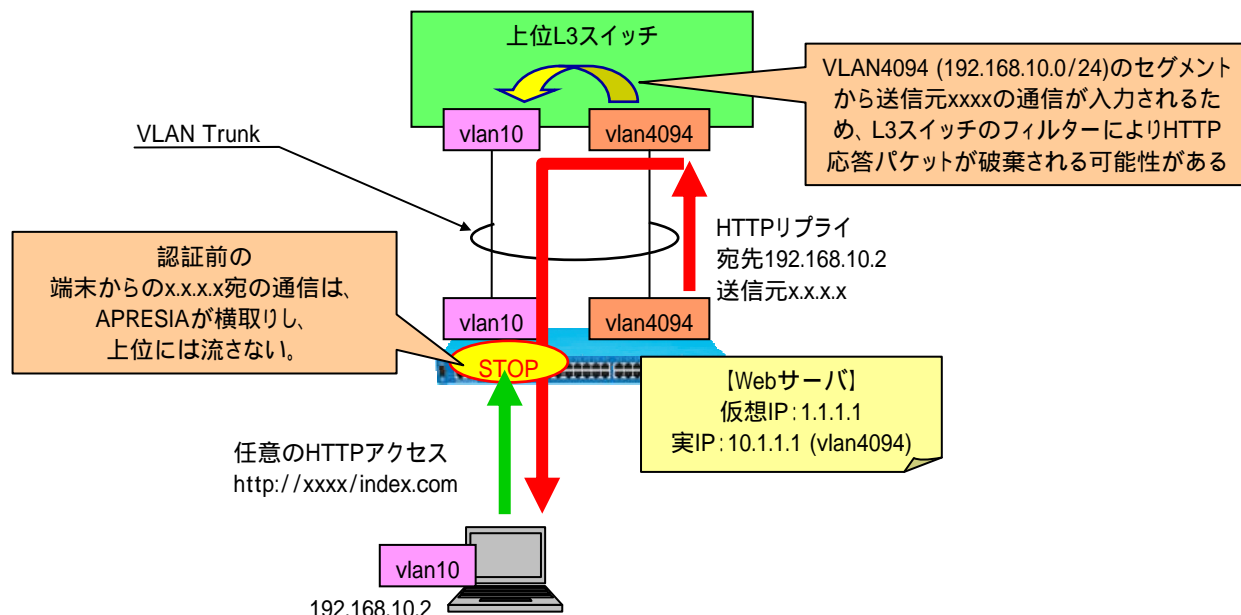 上位L3スイッチ
VLAN4094 (192.168.10.0/24)のセグメント
から送信元xxxxの通信が入力されるた
め、L3スイッチのフィルターによりHTTP
応答パケットが破棄される可能性がある
vlan10
vlan4094
VLAN Trunk
HTTPリプライ
宛先192.168.10.2
送信元x.x.x.x
認証前の
端末からのx.x.x.x宛の通信は、
APRESIAが横取りし、
上位には流さない。
vlan10
vlan4094
STOP
【Webサーバ】
仮想IP:1.1.1.1
実IP:10.1.1.1 (vlan4094)
任意のHTTPアクセス
http://xxxx/index.com
vlan10
192.168.10.2